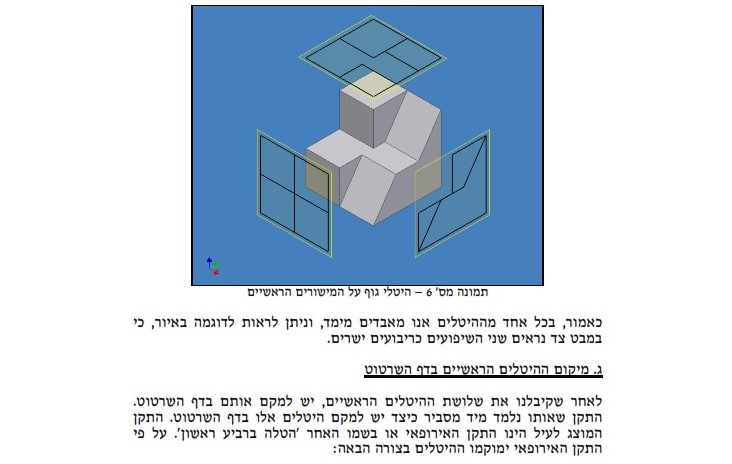 תמונה מס' 6 – היטלי גוף על המישורים הראשיים
כאמור, בכל אחד מההיטלים אנו מאבדים מימד, וניתן לראות לדוגמה באיור, כי
במבט צד נראים שני השיפועים כריבועים ישרים.
ג. מיקום ההיטלים הראשיים בדף השרטוט
לאחר שקיבלנו את שלושת ההיטלים הראשיים, יש למקם אותם בדף השרטוט.
התקן שאותו נלמד מיד מסביר כיצד יש למקם היטלים אלו בדף השרטוט. התקן
המוצג לעיל הינו התקן האירופאי או בשמו האחר 'הטלה ברביע ראשון'. על פי
התקן האירופאי ימוקמו ההיטלים בצורה הבאה: